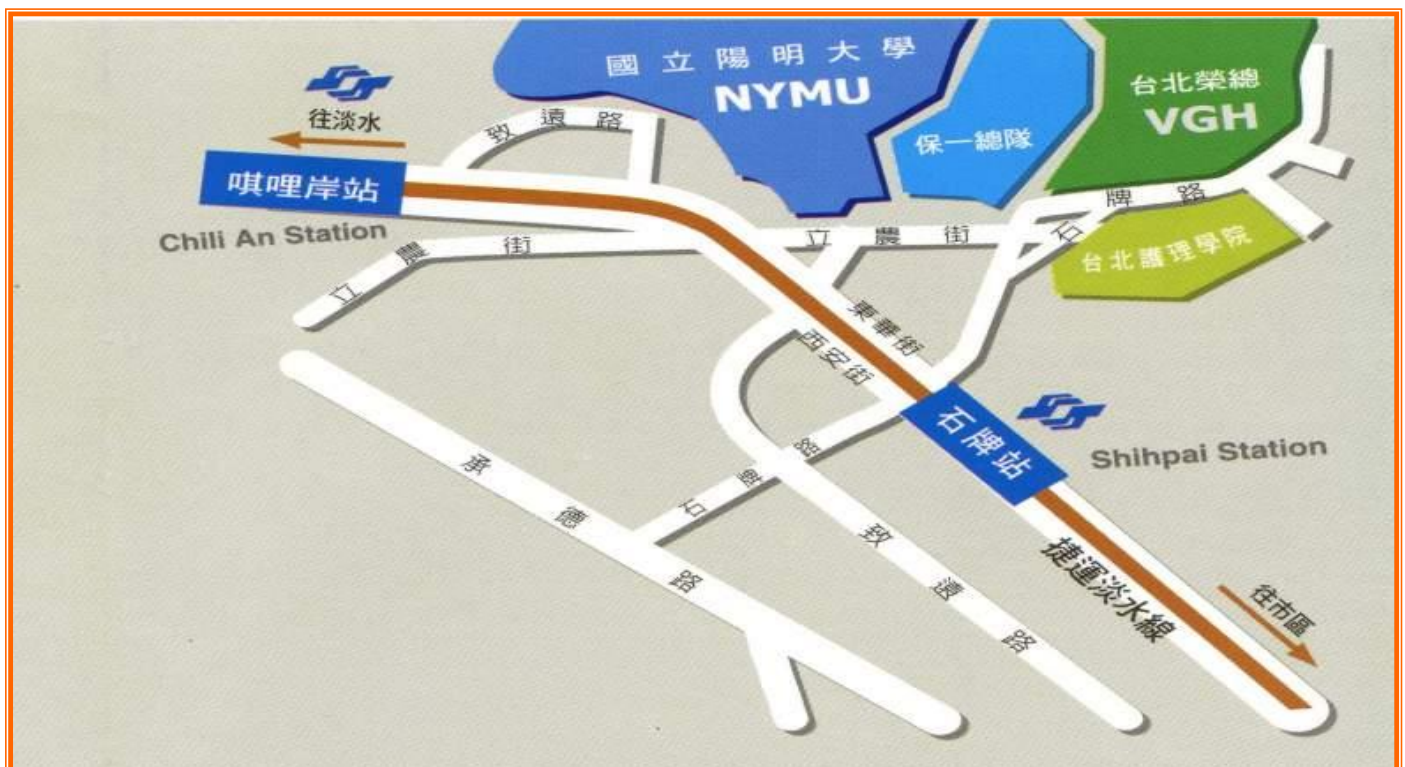 國立陽明大學
NYMU
台北榮總
VGH
保一總隊
往淡水
致遠路
唭哩岸站
Chili An Station
立農街
立農街
石牌路
台北護理學院
東華街
西安街
石牌站
Shihpai Station
石牌路
承德路
致遠路
捷運淡水線
往市區